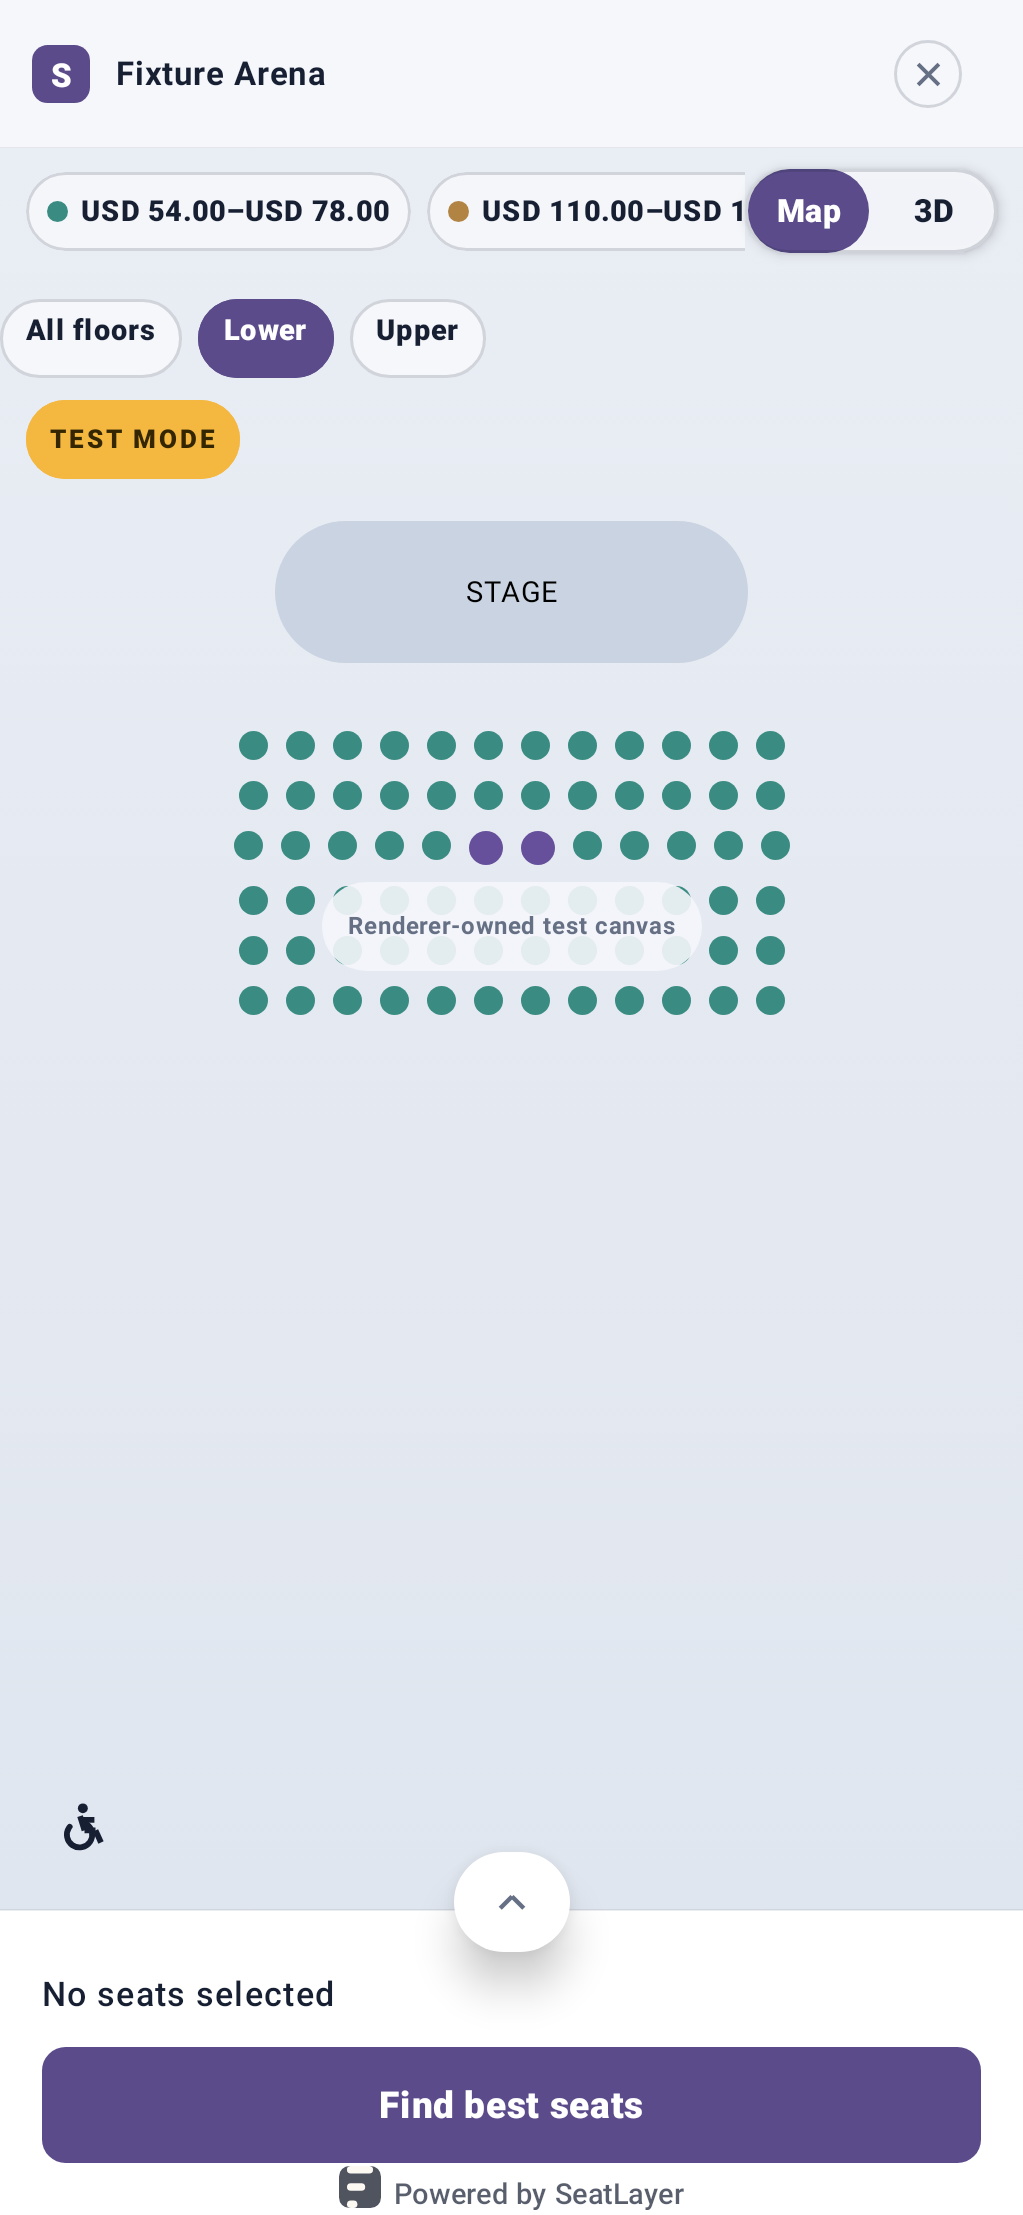 S Fixture Arena
USD 54.00–USD 78.00 USD 110.00–USD 1 Map 3D
All floors Lower Upper
TEST MODE
STAGE
Renderer-owned test canvas
No seats selected
Find best seats
Powered by SeatLayer